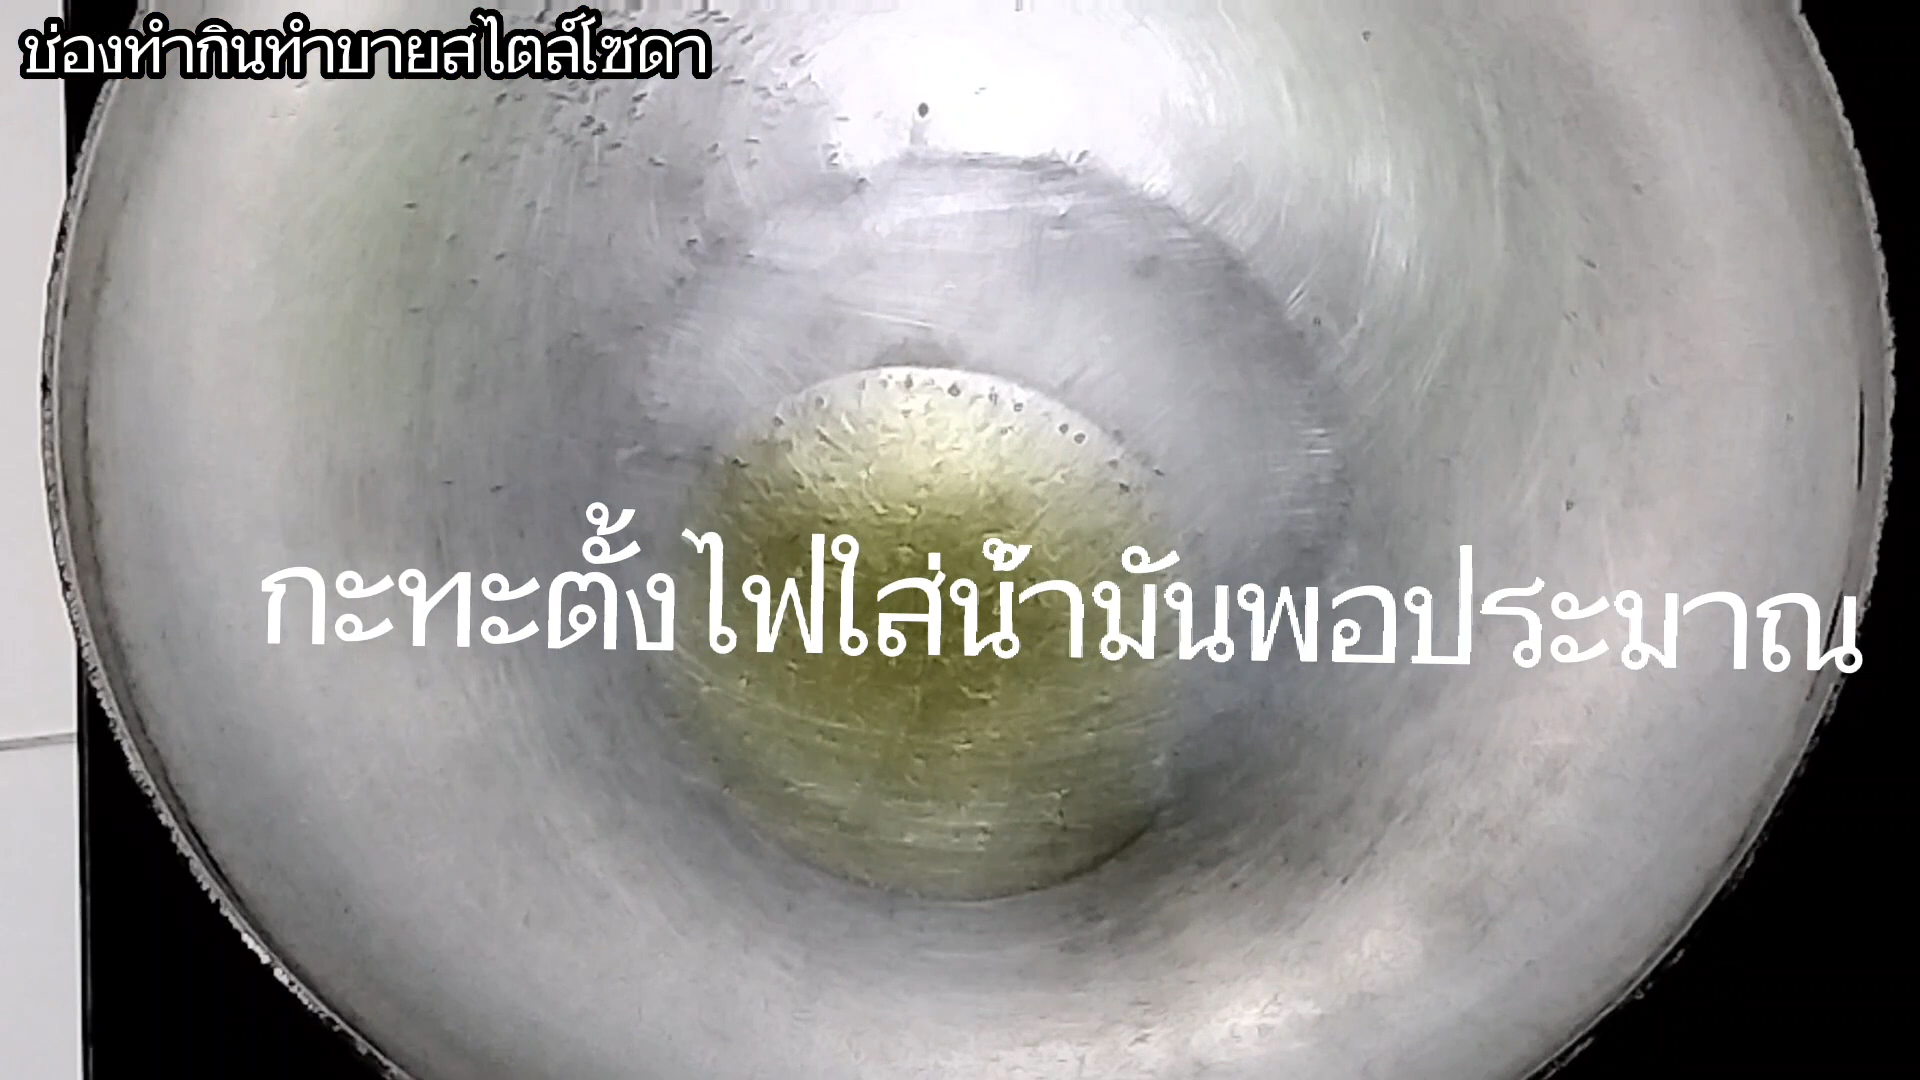 ช่องทำกินทำบายสไตล์โซดา
กะทะตั้งไฟใส่น้ำมันพอประมาณ